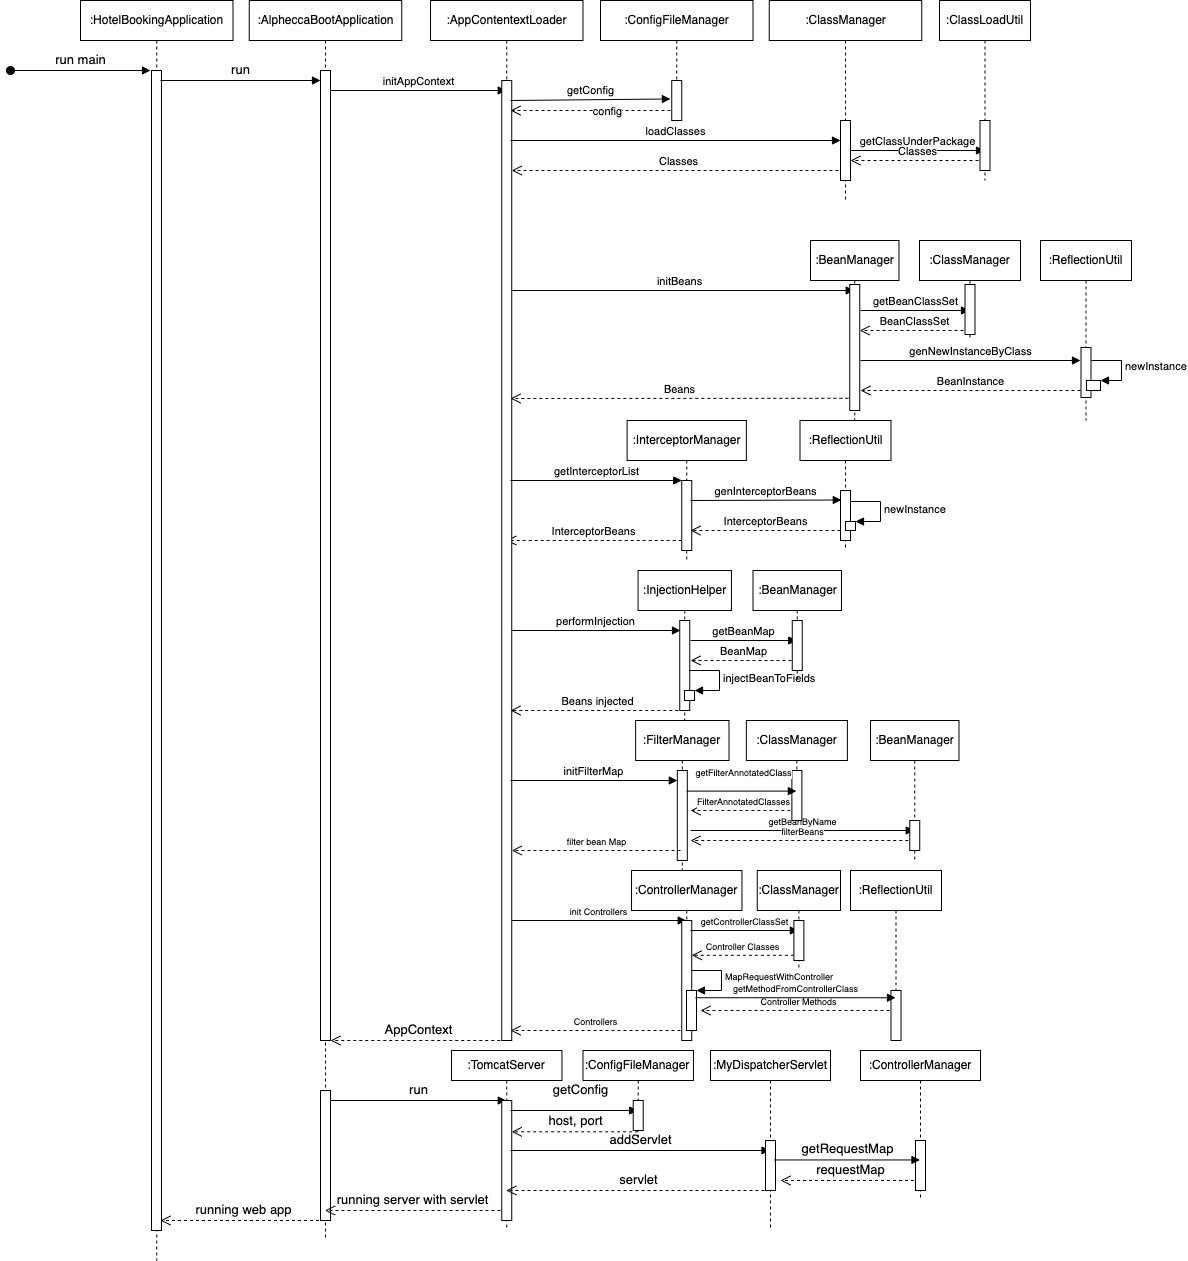 :HotelBookingApplication
:AlpheccaBootApplication
:AppContentextLoader
:ConfigFileManager
:ClassManager
:ClassLoadUtil
run main
run
initAppContext
getConfig
config
loadClasses
getClassUnderPackage
Classes
Classes
:BeanManager
:ClassManager
:ReflectionUtil
initBeans
getBeanClassSet
BeanClassSet
genNewInstanceByClass
newInstance
BeanInstance
Beans
:InterceptorManager
:ReflectionUtil
getInterceptorList
genInterceptorBeans
newInstance
InterceptorBeans
InterceptorBeans
:InjectionHelper
:BeanManager
performInjection
getBeanMap
BeanMap
injectBeanToFields
Beans injected
:FilterManager
:ClassManager
:BeanManager
initFilterMap
getFilterAnnotatedClass
FilterAnnotatedClasses
getBeanByName
filterBeans
filter bean Map
:ControllerManager
:ClassManager
:ReflectionUtil
init Controllers
getControllerClassSet
Controller Classes
MapRequestWithController
getMethodFromControllerClass
Controller Methods
Controllers
AppContext
:TomcatServer
:ConfigFileManager
:MyDispatcherServlet
:ControllerManager
run
getConfig
host, port
addServlet
getRequestMap
requestMap
servlet
running server with servlet
running web app